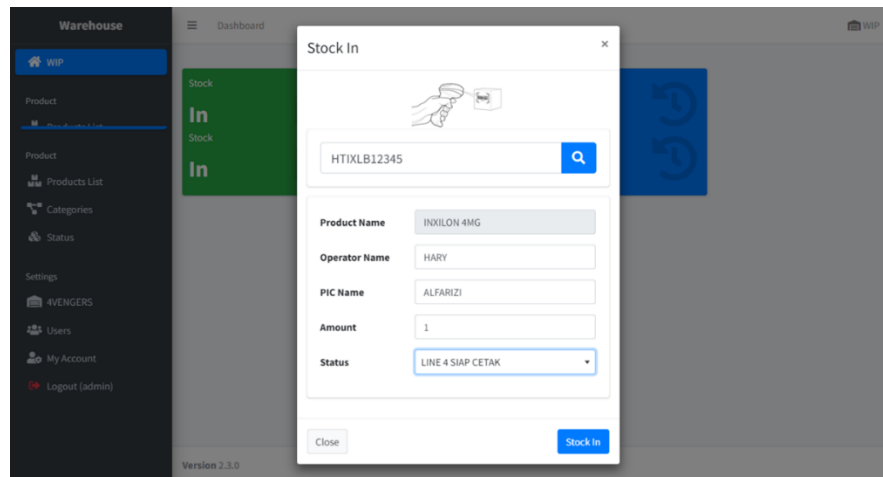 Warehouse
Dashboard
WIP
WIP
Product
Products List
Product
Products List
Categories
Status
Settings
4VENGERS
Users
My Account
Logout (admin)
Stock
In
Stock
In
Stock In
×
HTIXLB12345
Product Name
INXILON 4MG
Operator Name
HARY
PIC Name
ALFARIZI
Amount
1
Status
LINE 4 SIAP CETAK
Close
Stock In
Version 2.3.0